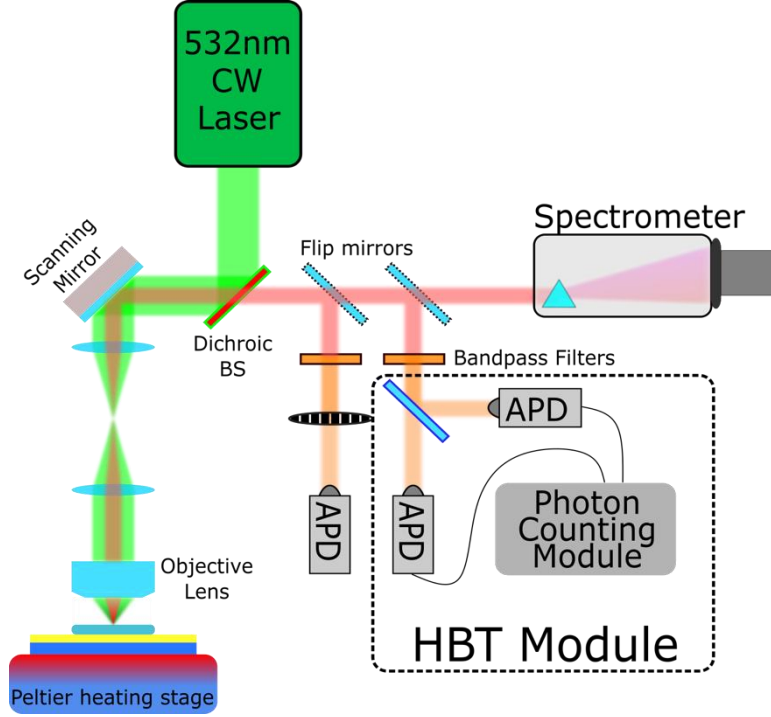 532nm
CW
Laser
Scanning
Mirror
Flip mirrors
Spectrometer
Dichroic
BS
Bandpass Filters
APD
APD
APD
Photon
Counting
Module
Objective
Lens
HBT Module
Peltier heating stage